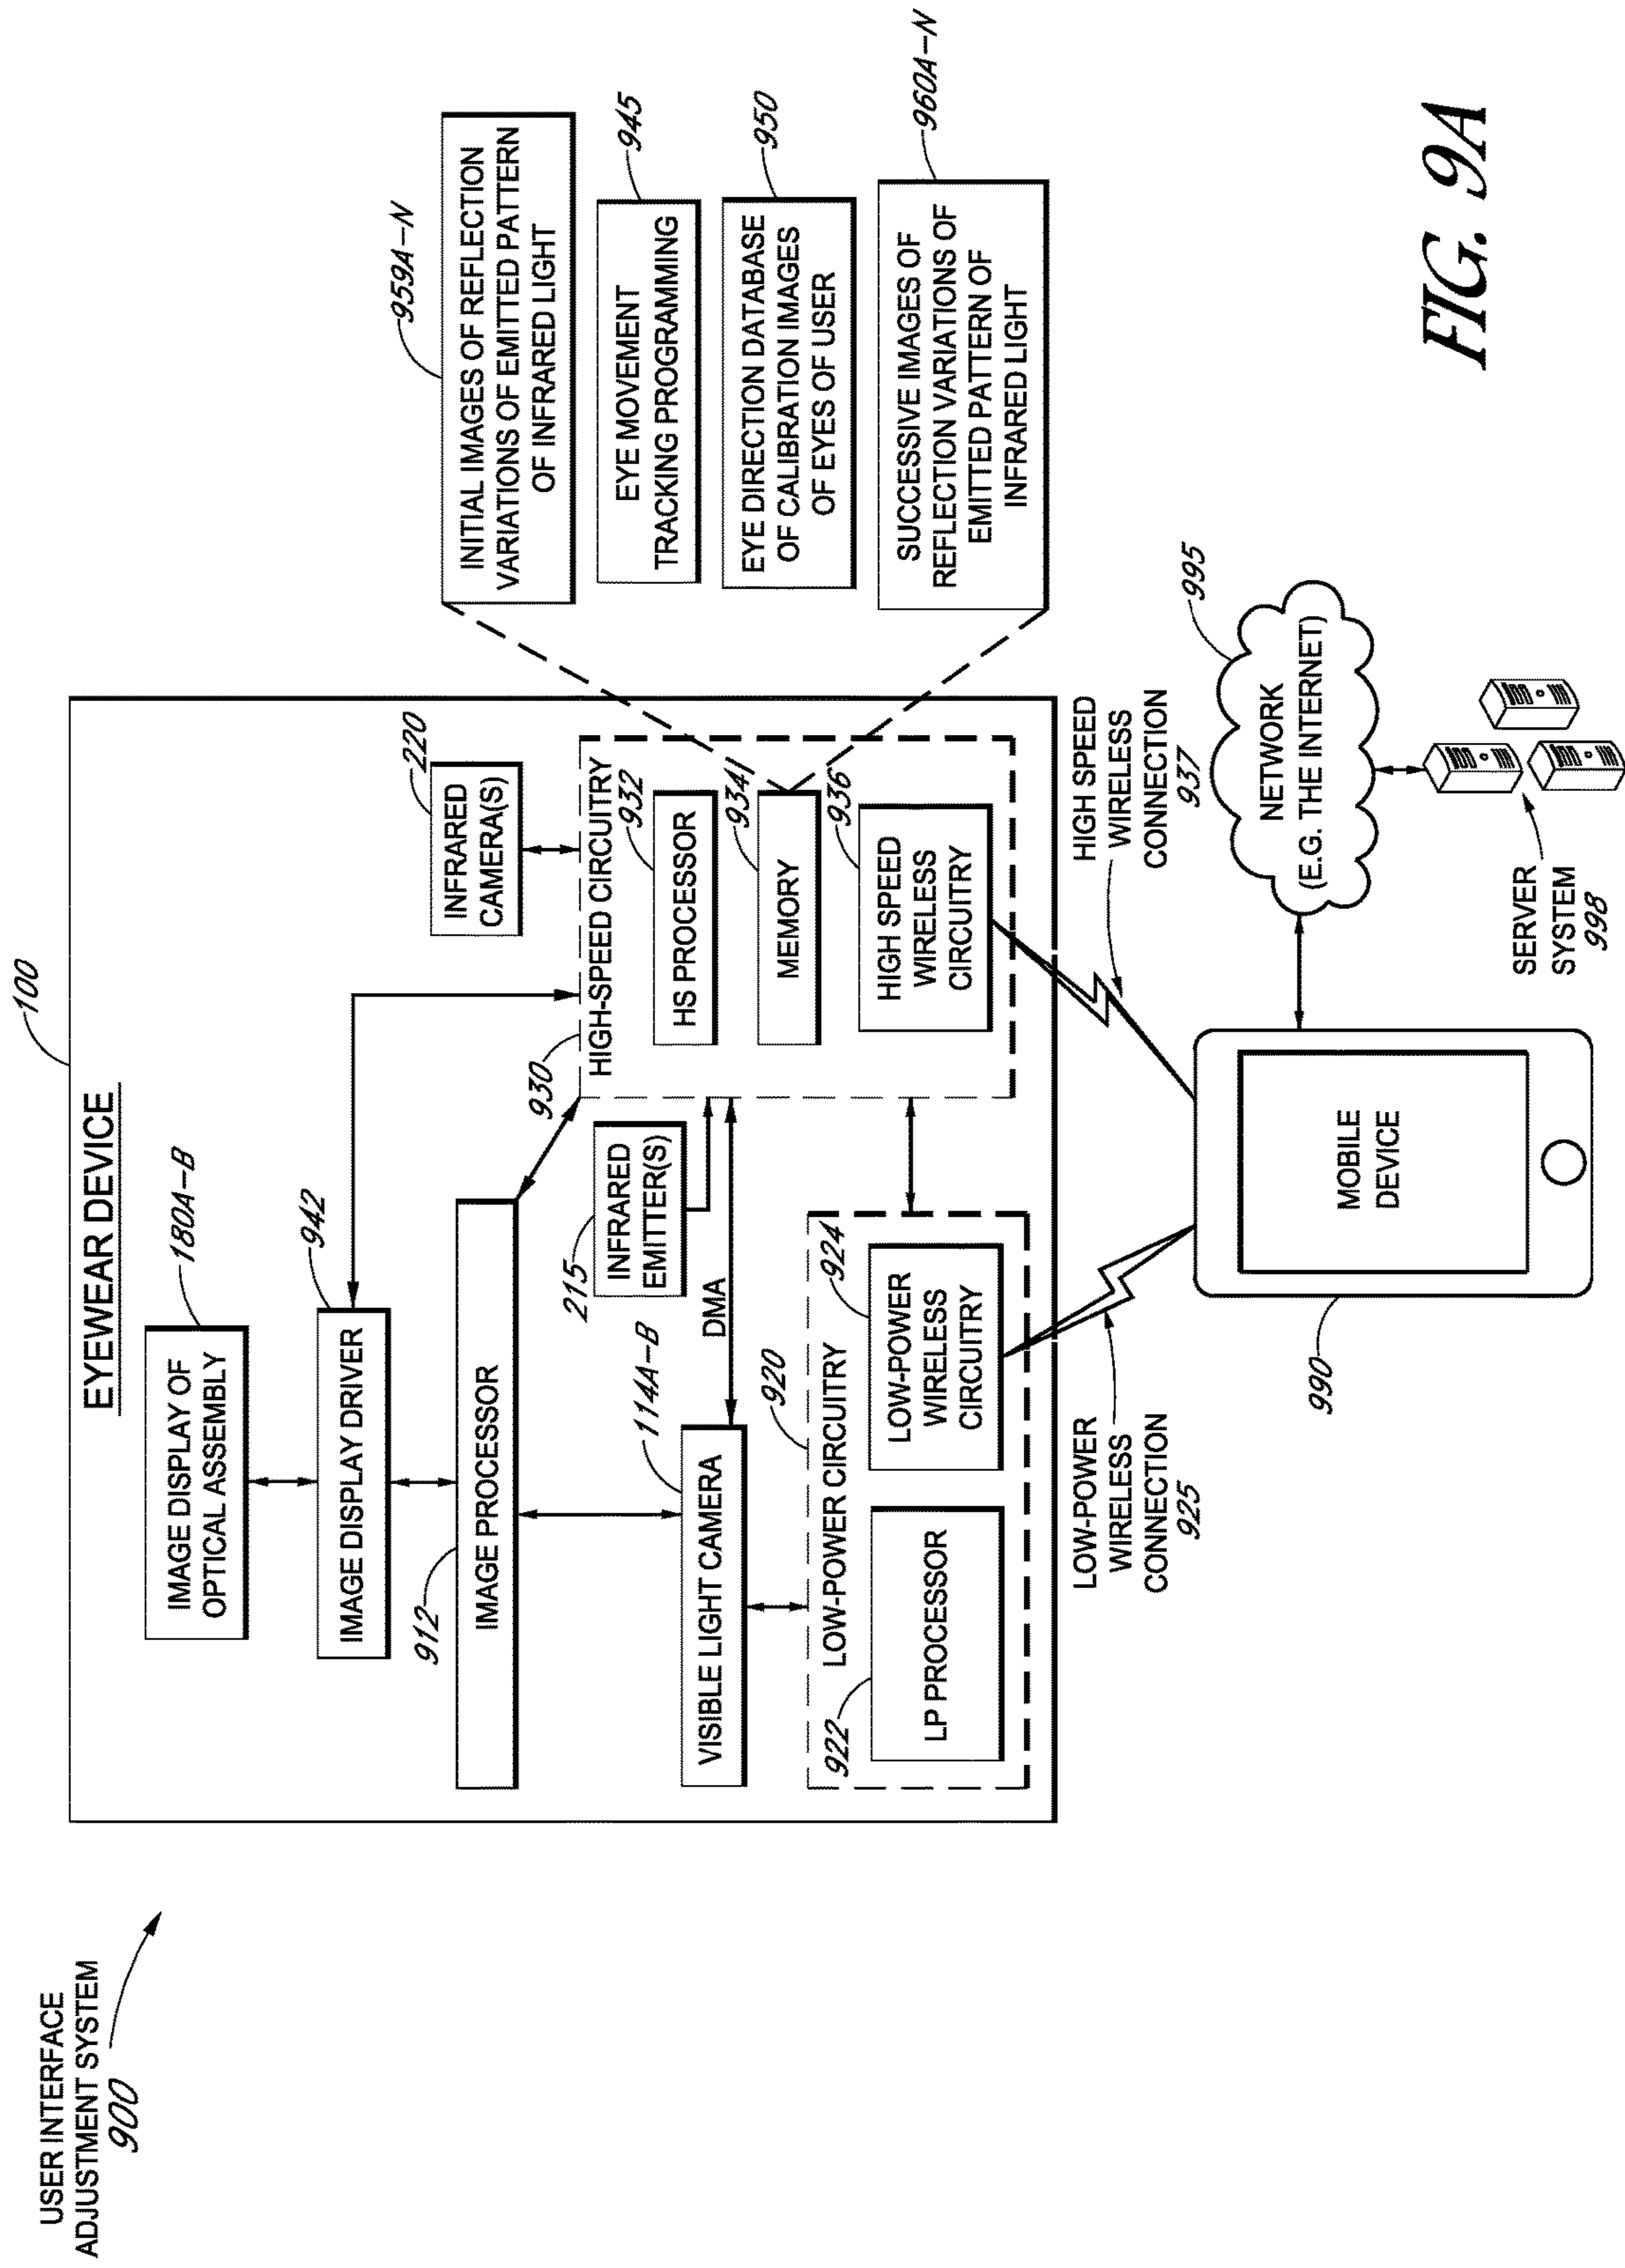 USER INTERFACE
ADJUSTMENT SYSTEM
900
100
EYEWEAR DEVICE
IMAGE DISPLAY OF
OPTICAL ASSEMBLY
180A-B
IMAGE DISPLAY DRIVER
942
912
IMAGE PROCESSOR
INFRARED
CAMERA(S)
220
215
INFRARED
EMITTER(S)
DMA
VISIBLE LIGHT CAMERA
114A-B
930
HIGH-SPEED CIRCUITRY
HS PROCESSOR
932
MEMORY
934
HIGH SPEED
WIRELESS
CIRCUITRY
936
LOW-POWER CIRCUITRY
920
922
LP PROCESSOR
LOW-POWER
WIRELESS
CIRCUITRY
924
959A-N
INITIAL IMAGES OF REFLECTION
VARIATIONS OF EMITTED PATTERN
OF INFRARED LIGHT
EYE MOVEMENT
TRACKING PROGRAMMING
945
EYE DIRECTION DATABASE
OF CALIBRATION IMAGES
OF EYES OF USER
950
SUCCESSIVE IMAGES OF
REFLECTION VARIATIONS OF
EMITTED PATTERN OF
INFRARED LIGHT
960A-N
LOW-POWER
WIRELESS
CONNECTION
925
HIGH SPEED
WIRELESS
CONNECTION
937
990
MOBILE
DEVICE
NETWORK
(E.G. THE INTERNET)
995
SERVER
SYSTEM
998
FIG. 9A